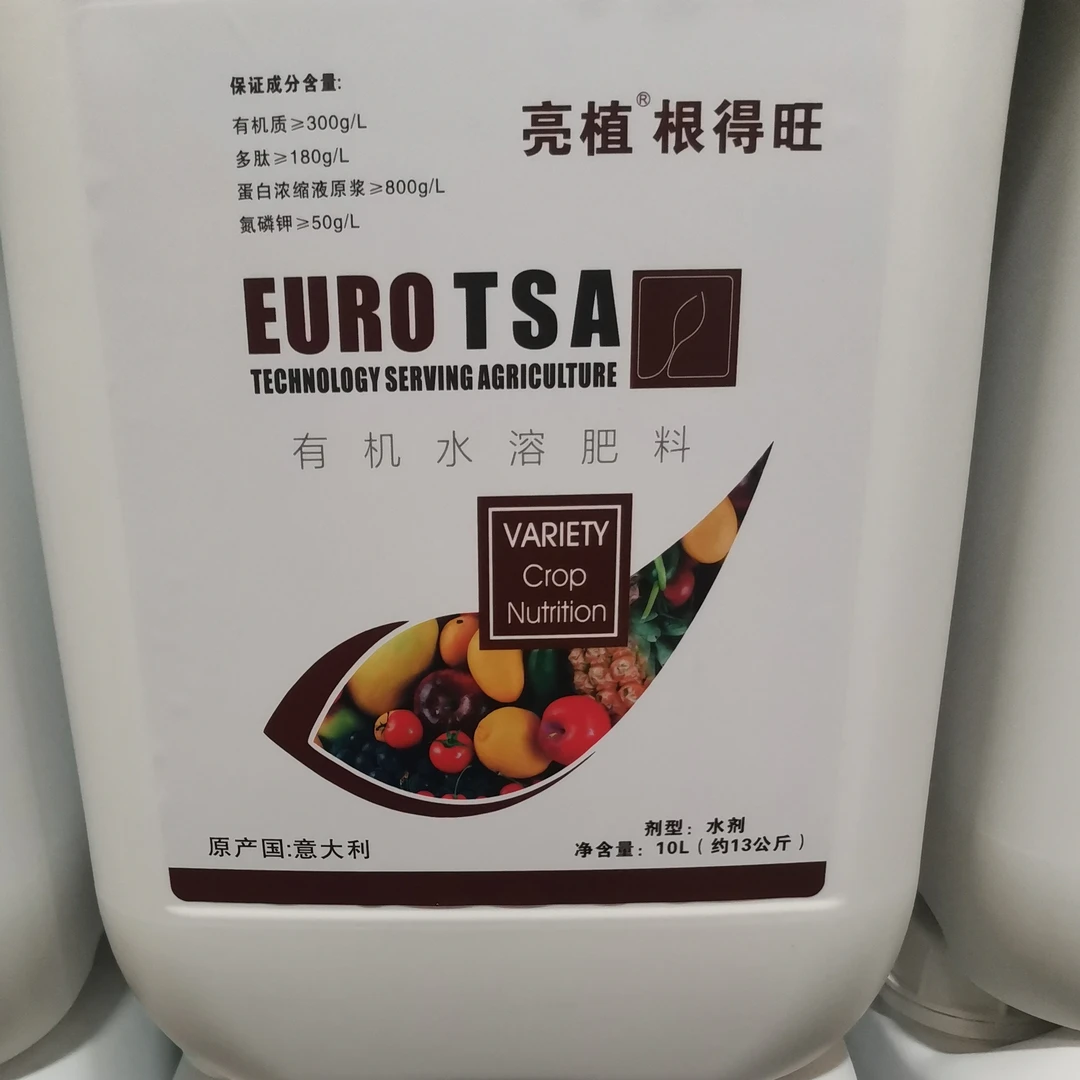 保证成分含量:
有机质≥300g/L
多肽≥180g/L
蛋白浓缩液原浆≥800g/L
氮磷钾≥50g/L
亮植®根得旺
EURO TSA
TECHNOLOGY SERVING AGRICULTURE
有机水溶肥料
VARIETY
Crop
Nutrition
原产国:意大利
剂型：水剂
净含量：10L（约13公斤）